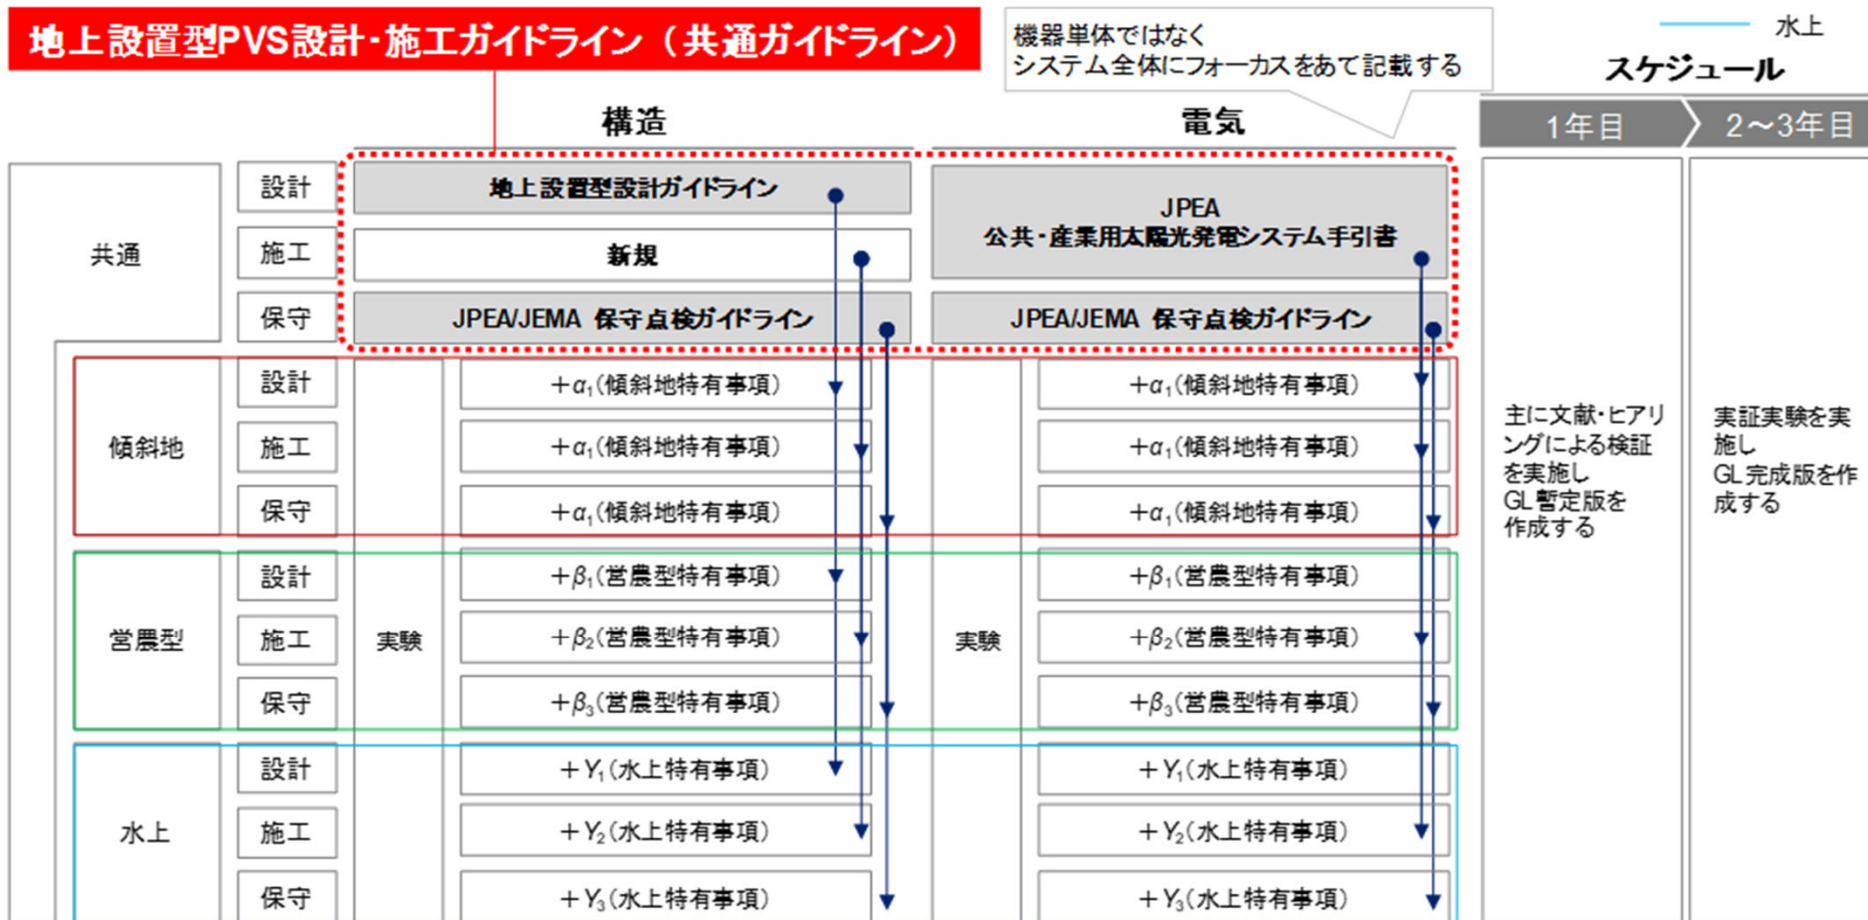 地上設置型PVS設計・施工ガイドライン（共通ガイドライン）
機器単体ではなく
システム全体にフォーカスをあて記載する
水上
スケジュール
構造
電気
1年目
2～3年目
共通
設計
地上設置型設計ガイドライン
JPEA
公共・産業用太陽光発電システム手引書
施工
新規
保守
JPEA/JEMA 保守点検ガイドライン
JPEA/JEMA 保守点検ガイドライン
傾斜地
設計
+α1(傾斜地特有事項)
+α1(傾斜地特有事項)
施工
+α1(傾斜地特有事項)
+α1(傾斜地特有事項)
保守
+α1(傾斜地特有事項)
+α1(傾斜地特有事項)
営農型
設計
+β1(営農型特有事項)
+β1(営農型特有事項)
施工
実験
+β2(営農型特有事項)
実験
+β2(営農型特有事項)
保守
+β3(営農型特有事項)
+β3(営農型特有事項)
水上
設計
+Y1(水上特有事項)
+Y1(水上特有事項)
施工
+Y2(水上特有事項)
+Y2(水上特有事項)
保守
+Y3(水上特有事項)
+Y3(水上特有事項)
主に文献・ヒアリ
ングによる検証
を実施し
GL暫定版を
作成する
実証実験を実
施し
GL完成版を作
成する